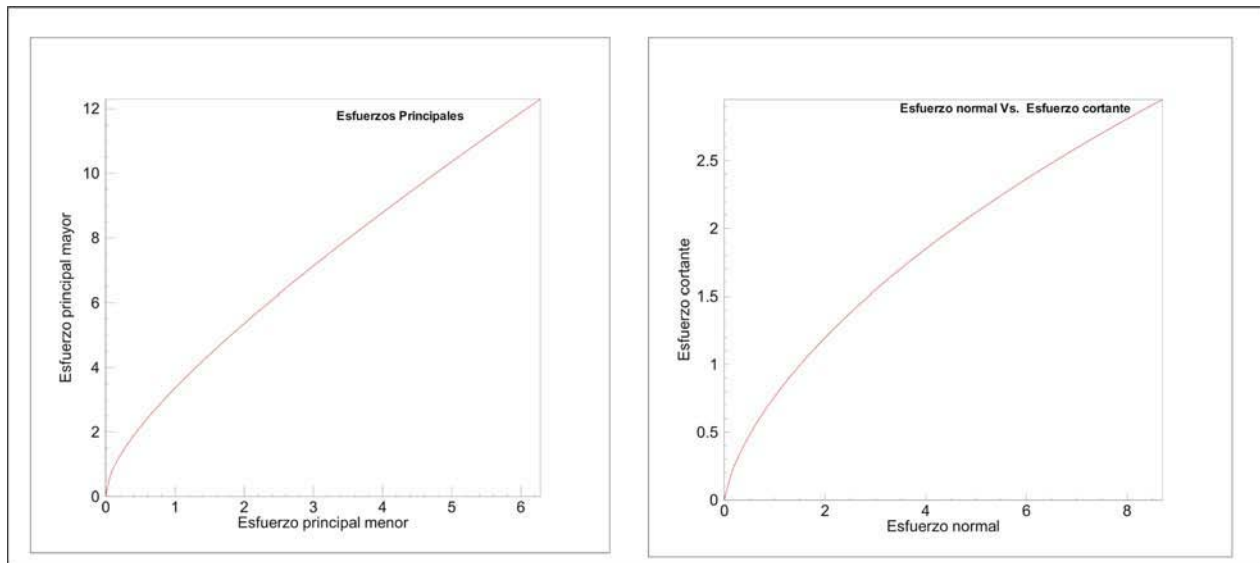 Esfuerzos Principales
Esfuerzo principal mayor
12
10
8
6
4
2
0
0 1 2 3 4 5 6
Esfuerzo principal menor
Esfuerzo normal Vs. Esfuerzo cortante
Esfuerzo cortante
2.5
2
1.5
1
0.5
0
0 2 4 6 8
Esfuerzo normal